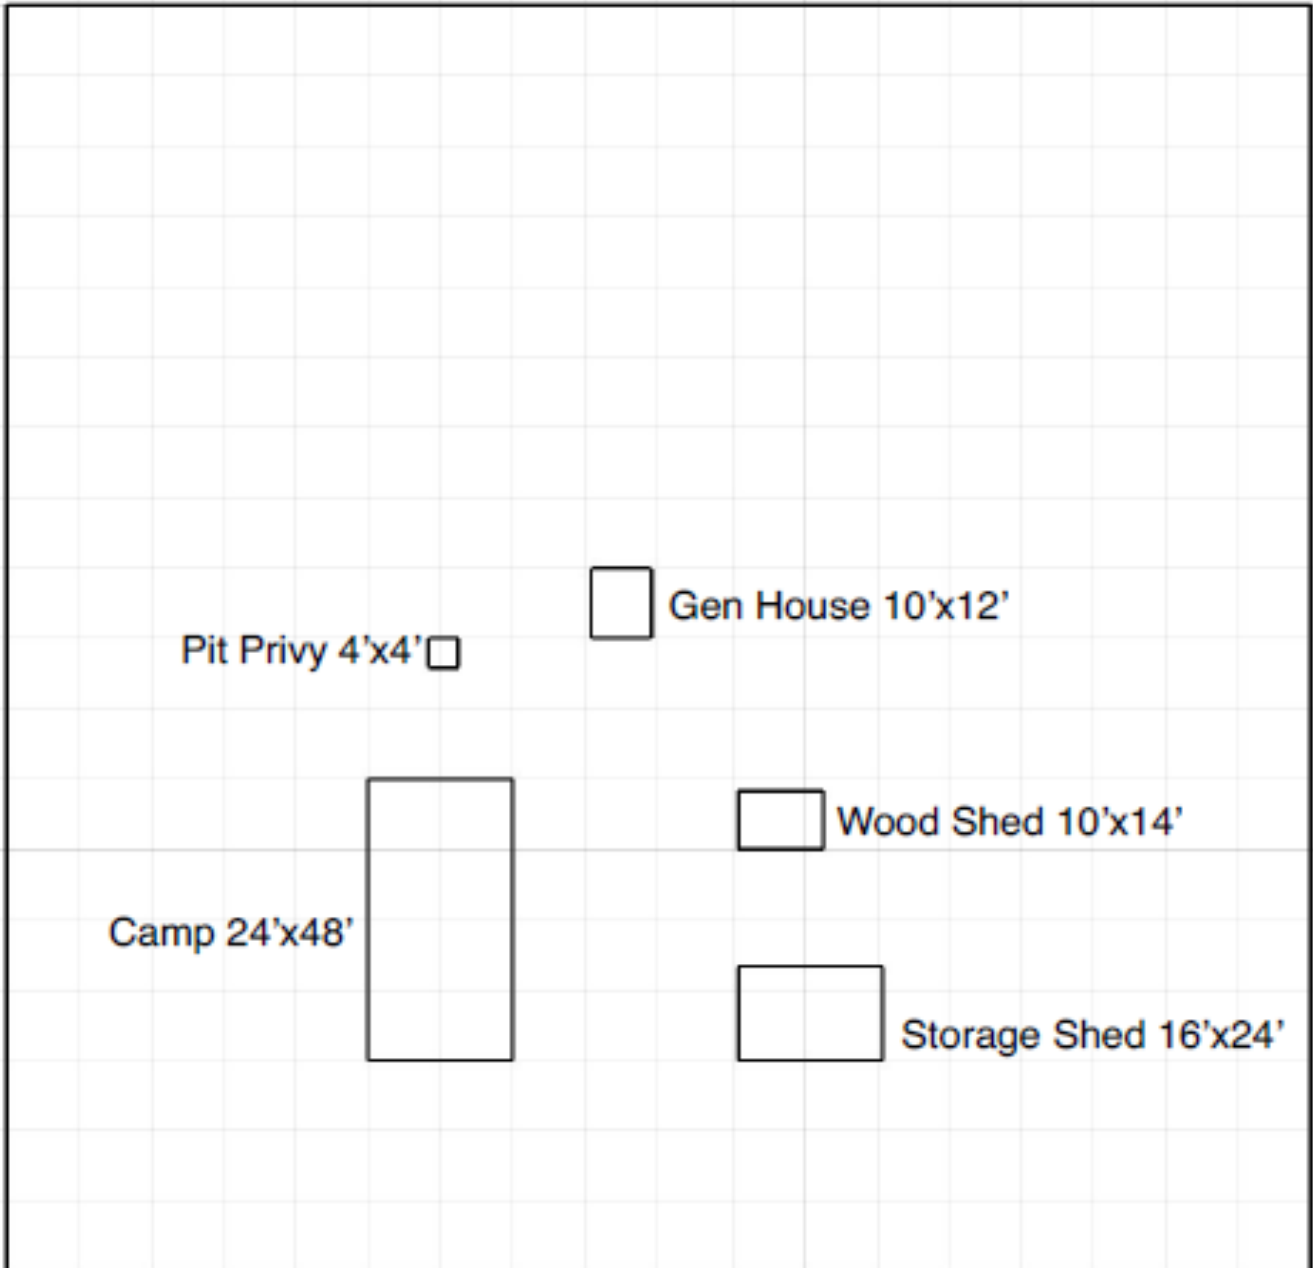 Gen House 10’x12’
Pit Privy 4’x4’
Wood Shed 10’x14’
Camp 24’x48’
Storage Shed 16’x24’